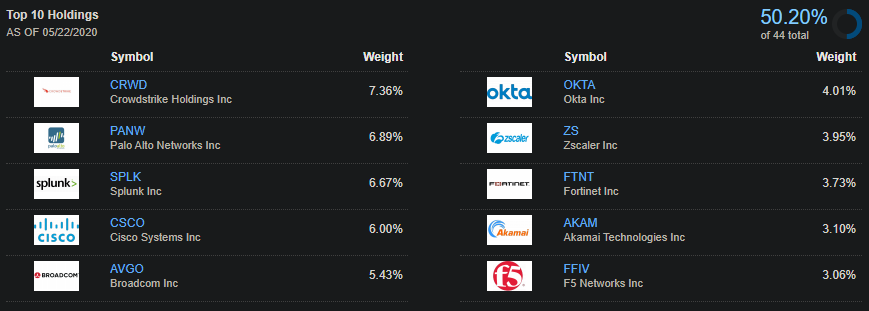 Top 10 Holdings
AS OF 05/22/2020
50.20%
of 44 total
Symbol Weight
CRWD
Crowdstrike Holdings Inc
7.36%
paloalto
PANW
Palo Alto Networks Inc
6.89%
splunk>
SPLK
Splunk Inc
6.67%
CISCO
CSCO
Cisco Systems Inc
6.00%
BROADCOM
AVGO
Broadcom Inc
5.43%
Symbol Weight
okta
OKTA
Okta Inc
4.01%
zscaler
ZS
Zscaler Inc
3.95%
FORTINET
FTNT
Fortinet Inc
3.73%
Akamai
AKAM
Akamai Technologies Inc
3.10%
f5
FFIV
F5 Networks Inc
3.06%